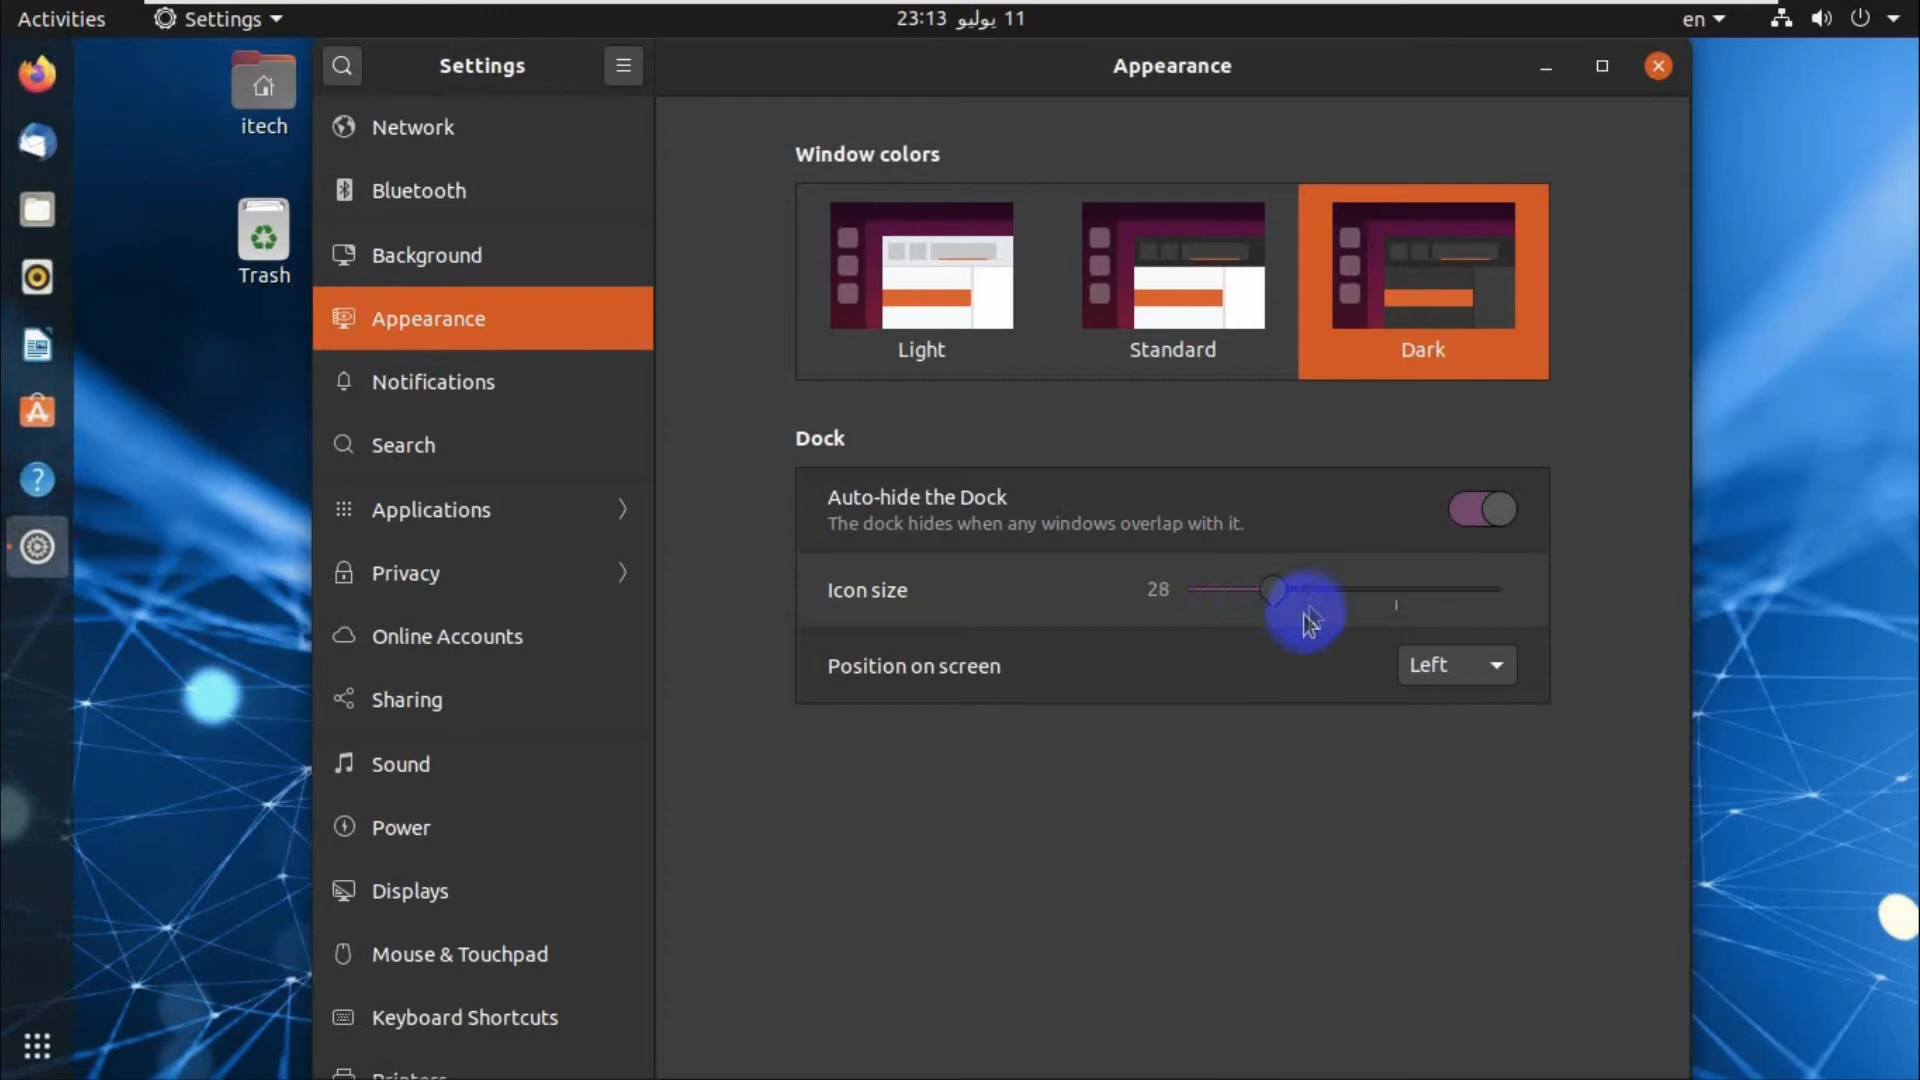 Activities
Settings
11 يوليو 23:13
en
itech
Trash
Settings
Network
Bluetooth
Background
Appearance
Notifications
Search
Applications
Privacy
Online Accounts
Sharing
Sound
Power
Displays
Mouse & Touchpad
Keyboard Shortcuts
Appearance
Window colors
Light
Standard
Dark
Dock
Auto-hide the Dock
The dock hides when any windows overlap with it.
Icon size
28
Position on screen
Left